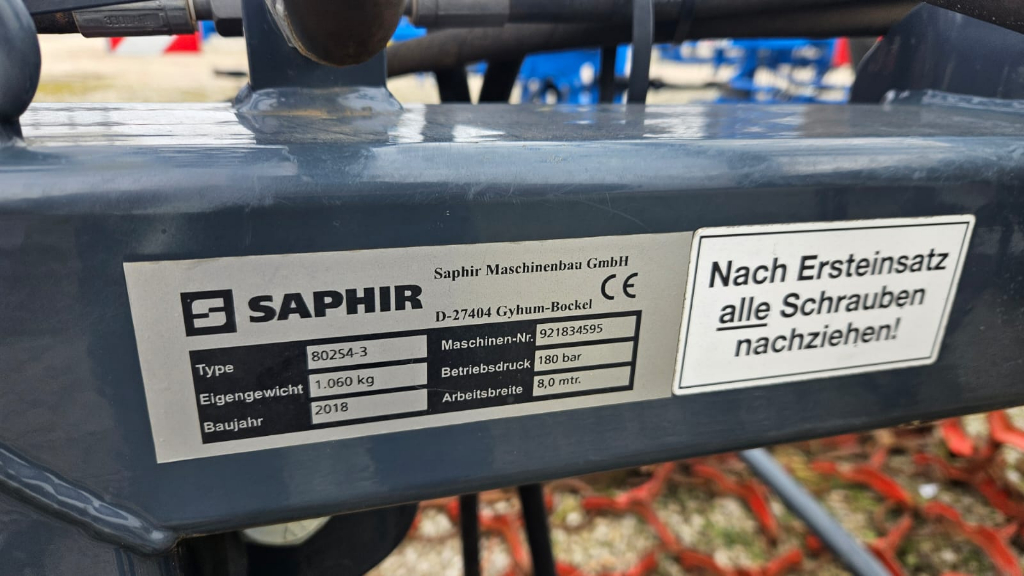 SAPHIR
Saphir Maschinenbau GmbH
D-27404 Gyhum-Bockel
CE
Type 802S4-3
Eigengewicht 1.060 kg
Baujahr 2018
Maschinen-Nr. 921834595
Betriebsdruck 180 bar
Arbeitsbreite 8,0 mtr.
Nach Ersteinsatz
alle Schrauben
nachziehen!